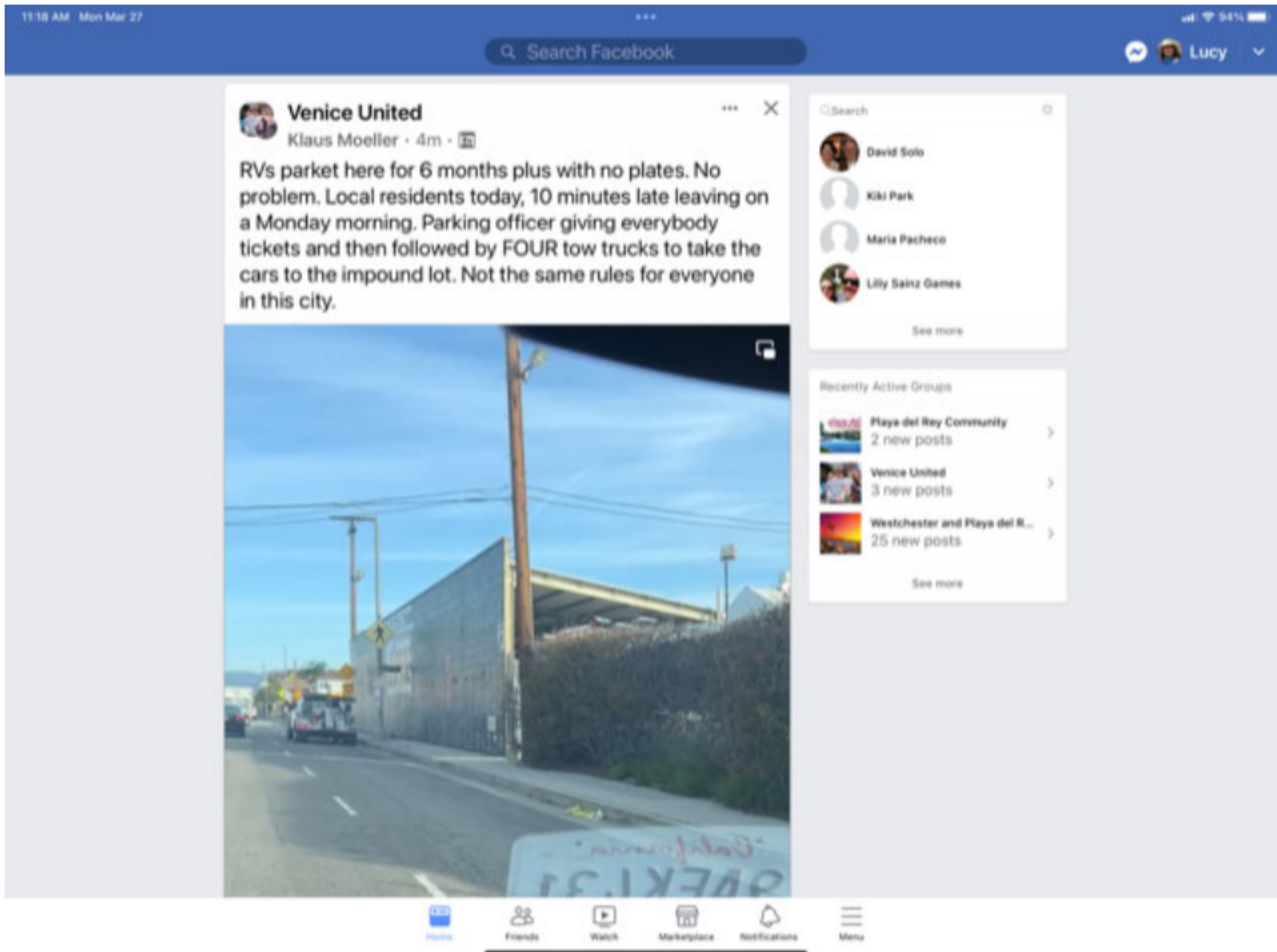 11:18 AM Mon Mar 27
94%
Search Facebook
Lucy
Venice United
Klaus Moeller · 4m ·
RVs parket here for 6 months plus with no plates. No
problem. Local residents today, 10 minutes late leaving on
a Monday morning. Parking officer giving everybody
tickets and then followed by FOUR tow trucks to take the
cars to the impound lot. Not the same rules for everyone
in this city.
California
Search
David Solo
Kiki Park
Maria Pacheco
Lilly Sainz Games
See more
Recently Active Groups
Playa del Rey Community
2 new posts
Venice United
3 new posts
Westchester and Playa del R...
25 new posts
See more
Home
Friends
Watch
Marketplace
Notifications
Menu